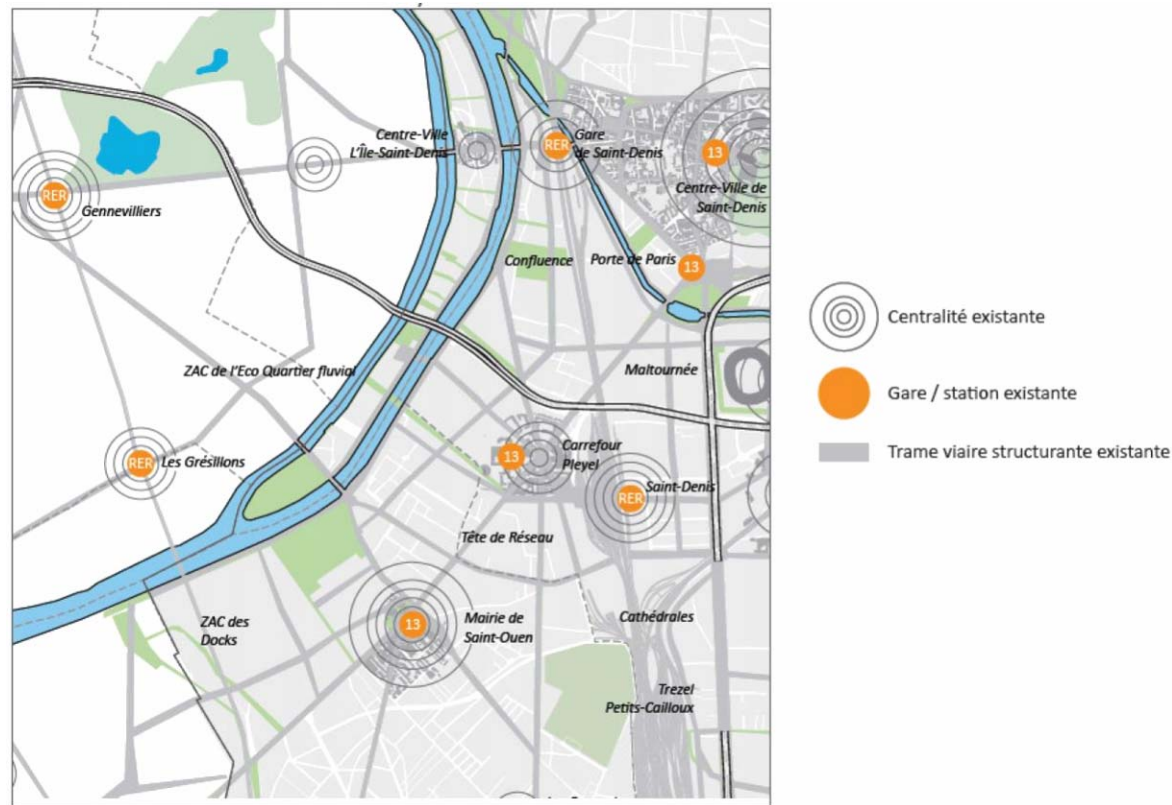 Centre-Ville
L'Île-Saint-Denis
RER
Gare
de Saint-Denis
13
Centre-Ville de
Saint-Denis
RER
Gennevilliers
Confluence
Porte de Paris
13
ZAC de l'Eco Quartier fluvial
Maltournée
RER
Les Grésillons
13
Carrefour
Pleyel
Saint-Denis
RER
Tête de Réseau
ZAC des
Docks
13
Mairie de
Saint-Ouen
Cathédrales
Trezel
Petits-Cailloux
Centralité existante
Gare / station existante
Trame viaire structurante existante